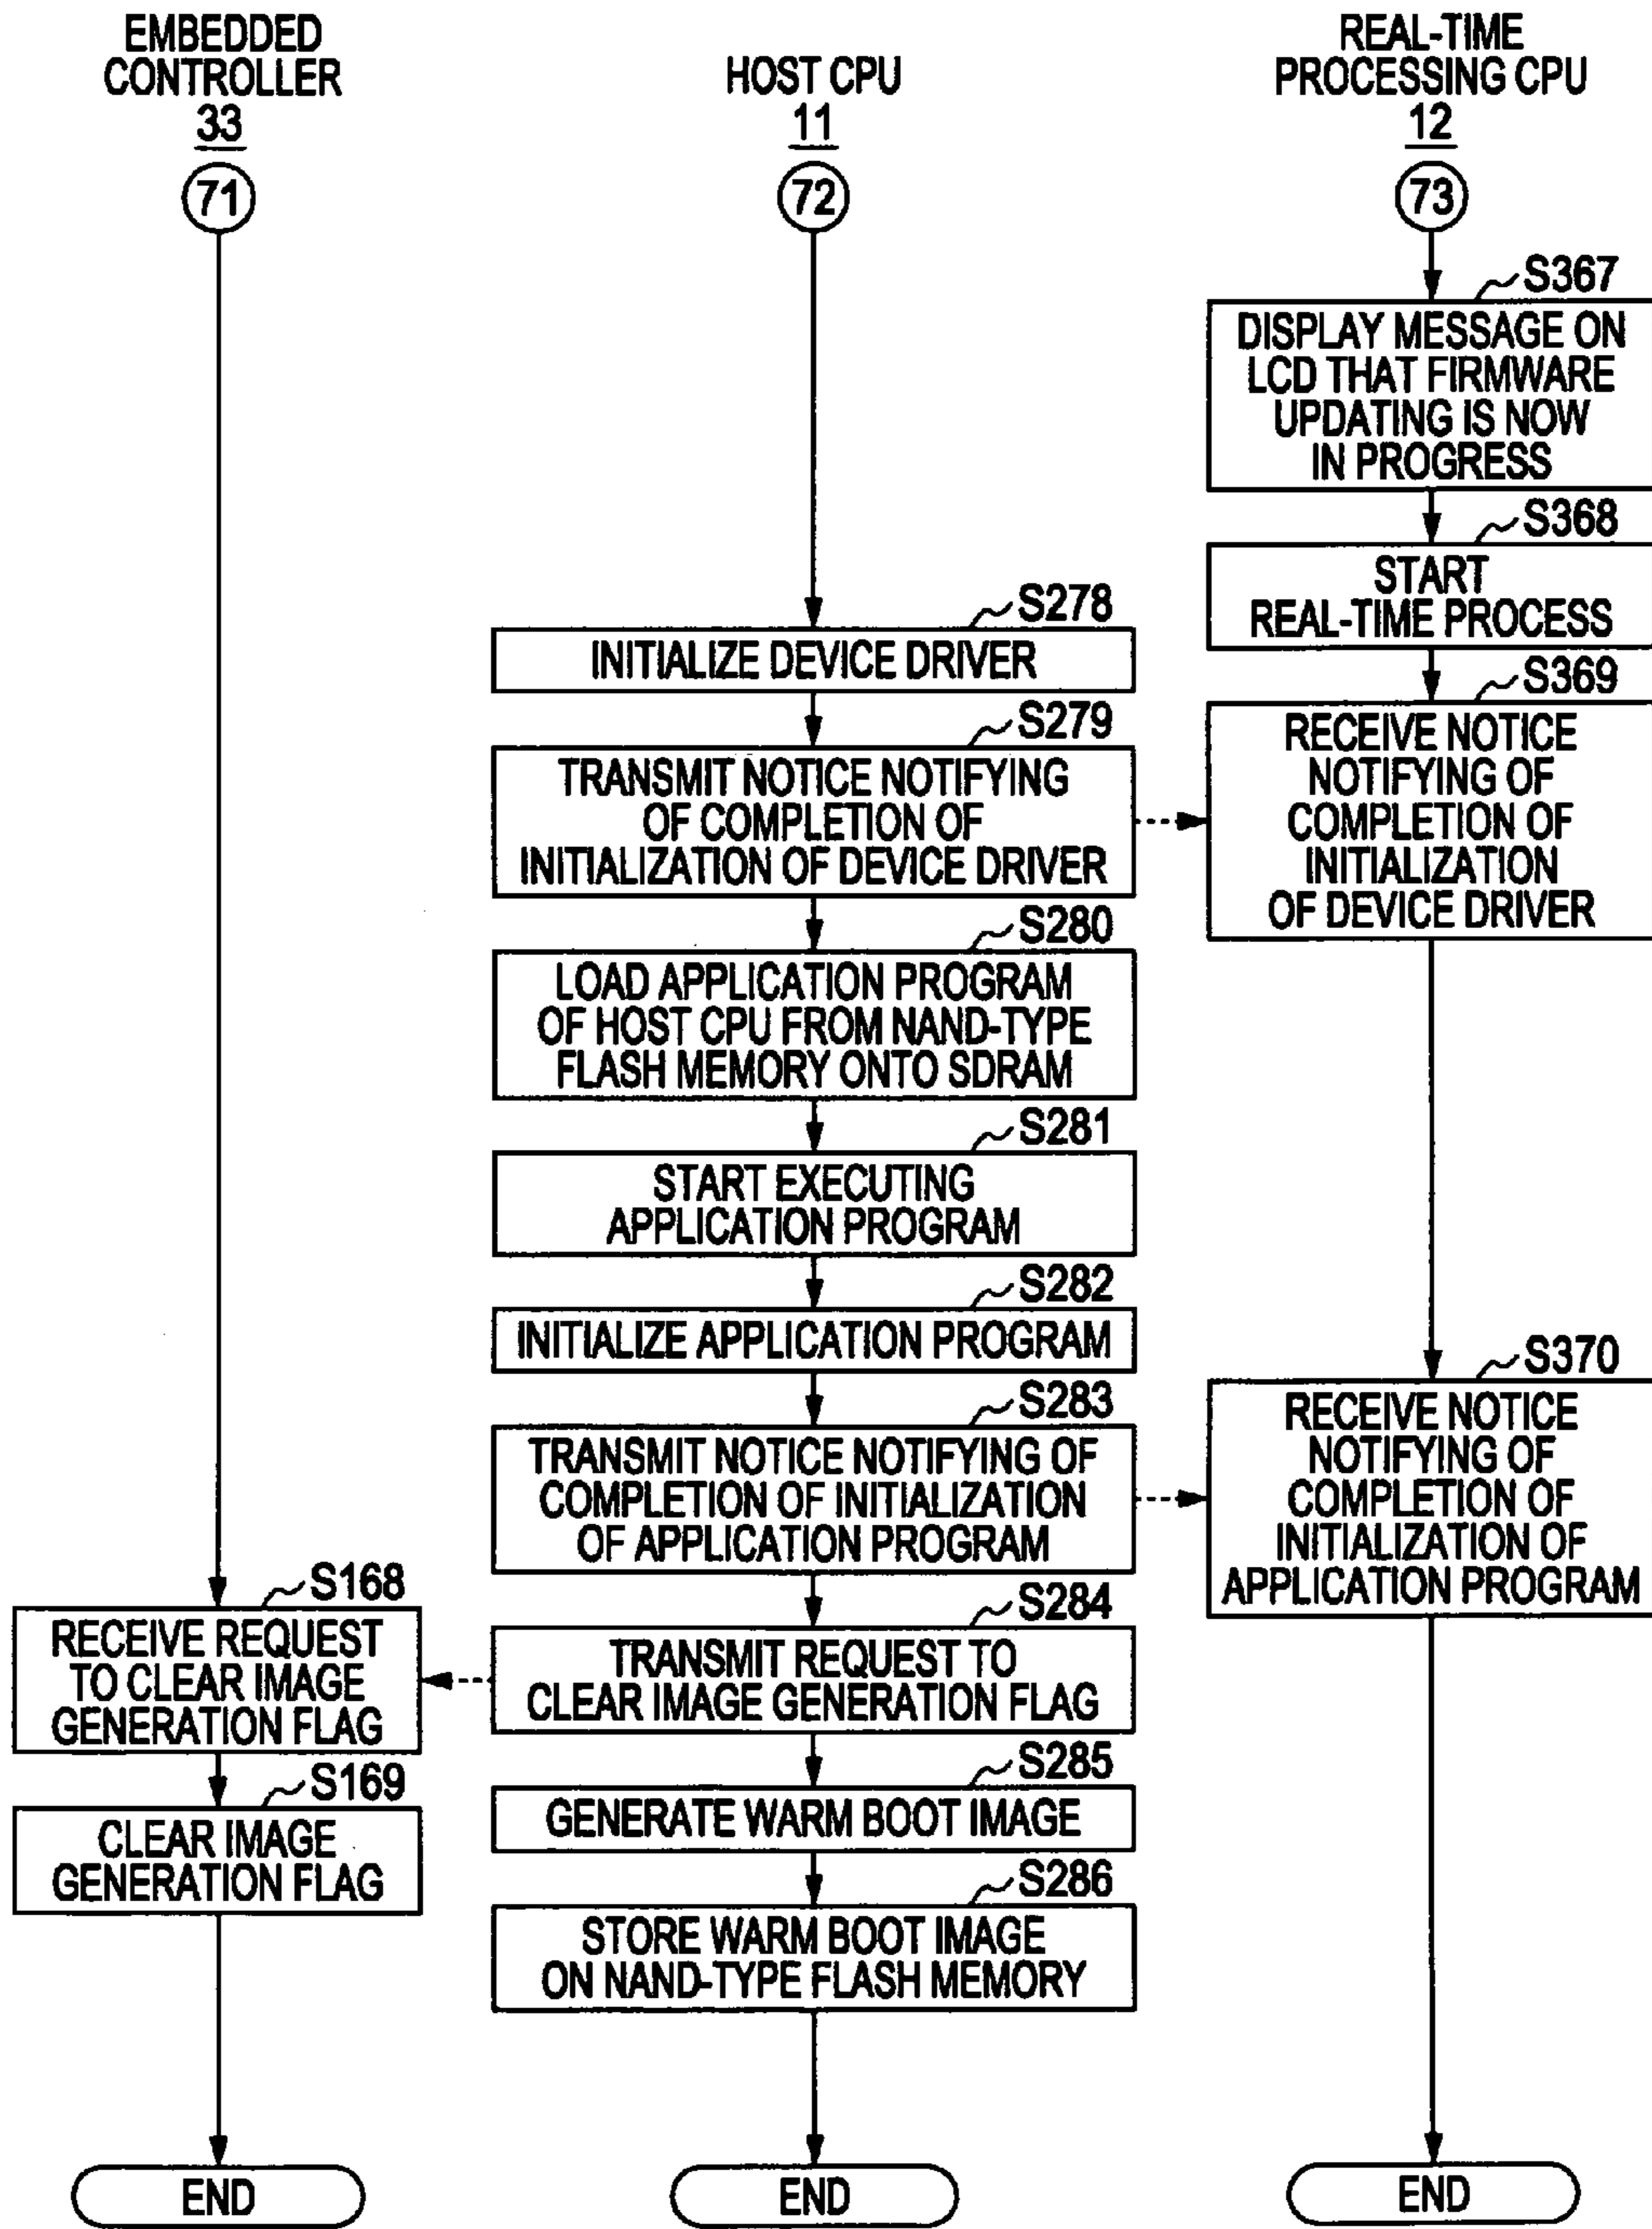 EMBEDDED
CONTROLLER
33
71
HOST CPU
11
72
REAL-TIME
PROCESSING CPU
12
73
S367
DISPLAY MESSAGE ON
LCD THAT FIRMWARE
UPDATING IS NOW
IN PROGRESS
S368
START
REAL-TIME PROCESS
S278
INITIALIZE DEVICE DRIVER
S279
TRANSMIT NOTICE NOTIFYING
OF COMPLETION OF
INITIALIZATION OF DEVICE DRIVER
S369
RECEIVE NOTICE
NOTIFYING OF
COMPLETION OF
INITIALIZATION
OF DEVICE DRIVER
S280
LOAD APPLICATION PROGRAM
OF HOST CPU FROM NAND-TYPE
FLASH MEMORY ONTO SDRAM
S281
START EXECUTING
APPLICATION PROGRAM
S282
INITIALIZE APPLICATION PROGRAM
S283
TRANSMIT NOTICE NOTIFYING OF
COMPLETION OF INITIALIZATION
OF APPLICATION PROGRAM
S370
RECEIVE NOTICE
NOTIFYING OF
COMPLETION OF
INITIALIZATION OF
APPLICATION PROGRAM
S168
RECEIVE REQUEST
TO CLEAR IMAGE
GENERATION FLAG
S284
TRANSMIT REQUEST TO
CLEAR IMAGE GENERATION FLAG
S169
CLEAR IMAGE
GENERATION FLAG
S285
GENERATE WARM BOOT IMAGE
S286
STORE WARM BOOT IMAGE
ON NAND-TYPE FLASH MEMORY
END
END
END